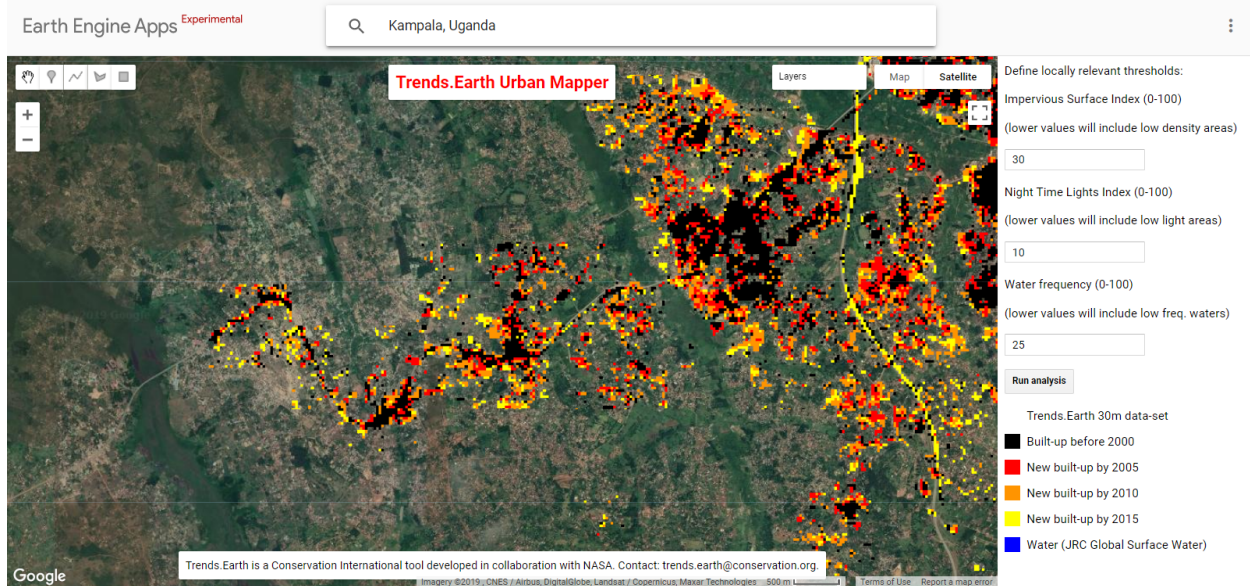 Earth Engine Apps Experimental
Kampala, Uganda
Trends.Earth Urban Mapper
Layers
Map
Satellite
+
−
Define locally relevant thresholds:
Impervious Surface Index (0-100)
(lower values will include low density areas)
30
Night Time Lights Index (0-100)
(lower values will include low light areas)
10
Water frequency (0-100)
(lower values will include low freq. waters)
25
Run analysis
Trends.Earth 30m data-set
Built-up before 2000
New built-up by 2005
New built-up by 2010
New built-up by 2015
Water (JRC Global Surface Water)
Trends.Earth is a Conservation International tool developed in collaboration with NASA. Contact: trends.earth@conservation.org.
Google
Imagery ©2019 , CNES / Airbus, DigitalGlobe, Landsat / Copernicus, Maxar Technologies
500 m
Terms of Use
Report a map error